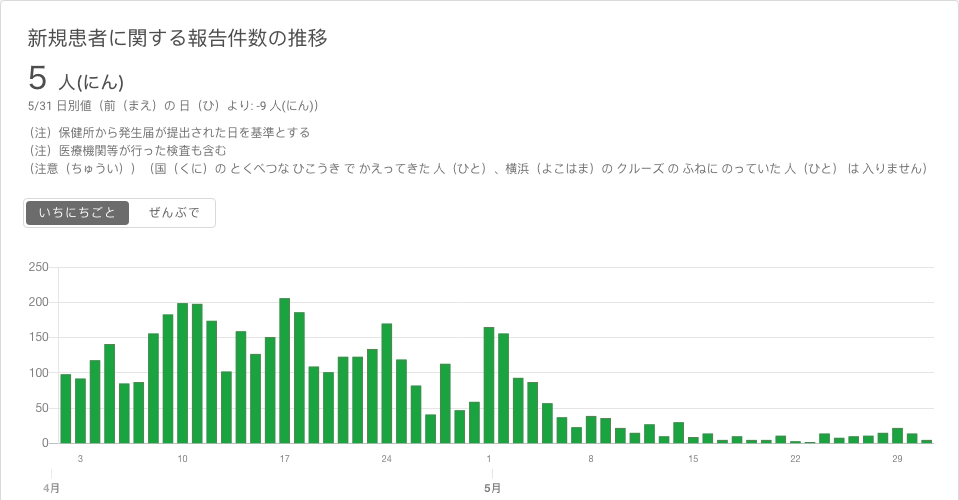 新規患者に関する報告件数の推移
5 人(にん)
5/31 日別値（前（まえ）の 日（ひ）より: -9 人(にん)）
（注）保健所から発生届が提出された日を基準とする
（注）医療機関等が行った検査も含む
（注意（ちゅうい））（国（くに）の とくべつな ひこうき で かえってきた 人（ひと）、横浜（よこはま）の クルーズ の ふねに のっていた 人（ひと） は 入りません）
いちにちごと ぜんぶで
250
200
150
100
50
0
3 10 17 24 1 8 15 22 29
4月 5月